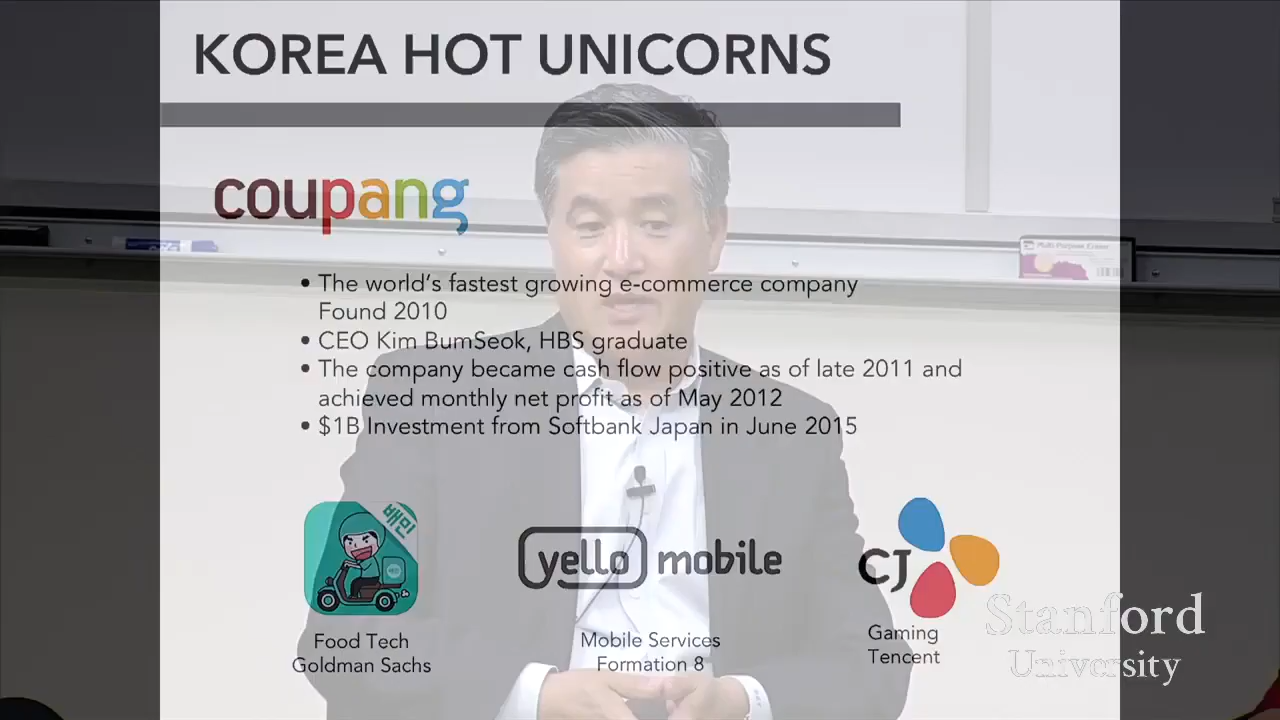 KOREA HOT UNICORNS
coupang
• The world's fastest growing e-commerce company
Found 2010
• CEO Kim BumSeok, HBS graduate
• The company became cash flow positive as of late 2011 and
achieved monthly net profit as of May 2012
• $1B Investment from Softbank Japan in June 2015
배민
yello mobile
CJ
Food Tech
Goldman Sachs
Mobile Services
Formation 8
Gaming
Tencent
Stanford
University